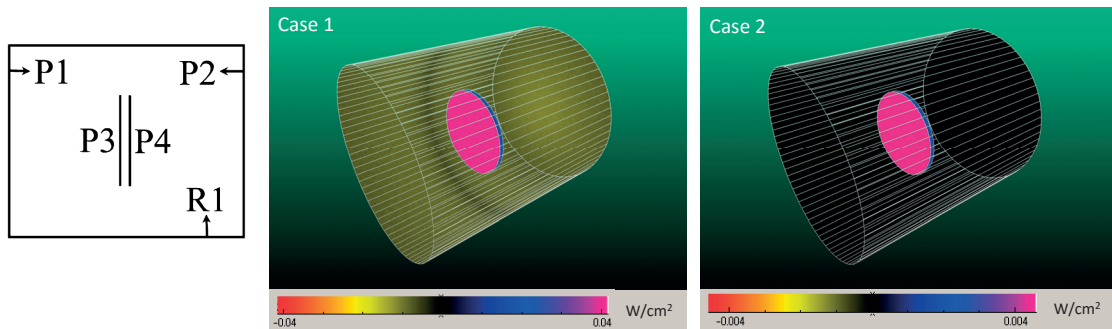 P1 P2
P3 P4
R1
Case 1
-0.04 0.04 W/cm²
Case 2
-0.004 0.004 W/cm²